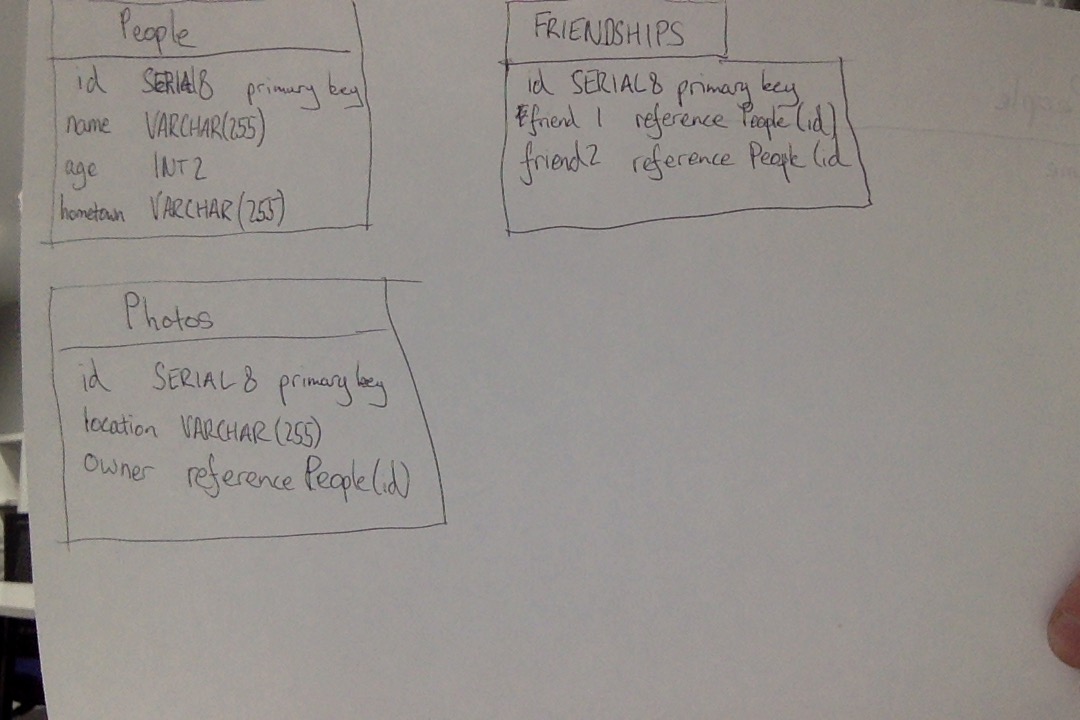 People
id SERIAL8 primary key
name VARCHAR(255)
age INT2
hometown VARCHAR(255)
FRIENDSHIPS
id SERIAL8 primary key
friend 1 reference People(id)
friend2 reference People (id
Photos
id SERIAL8 primary key
location VARCHAR(255)
owner reference People(id)